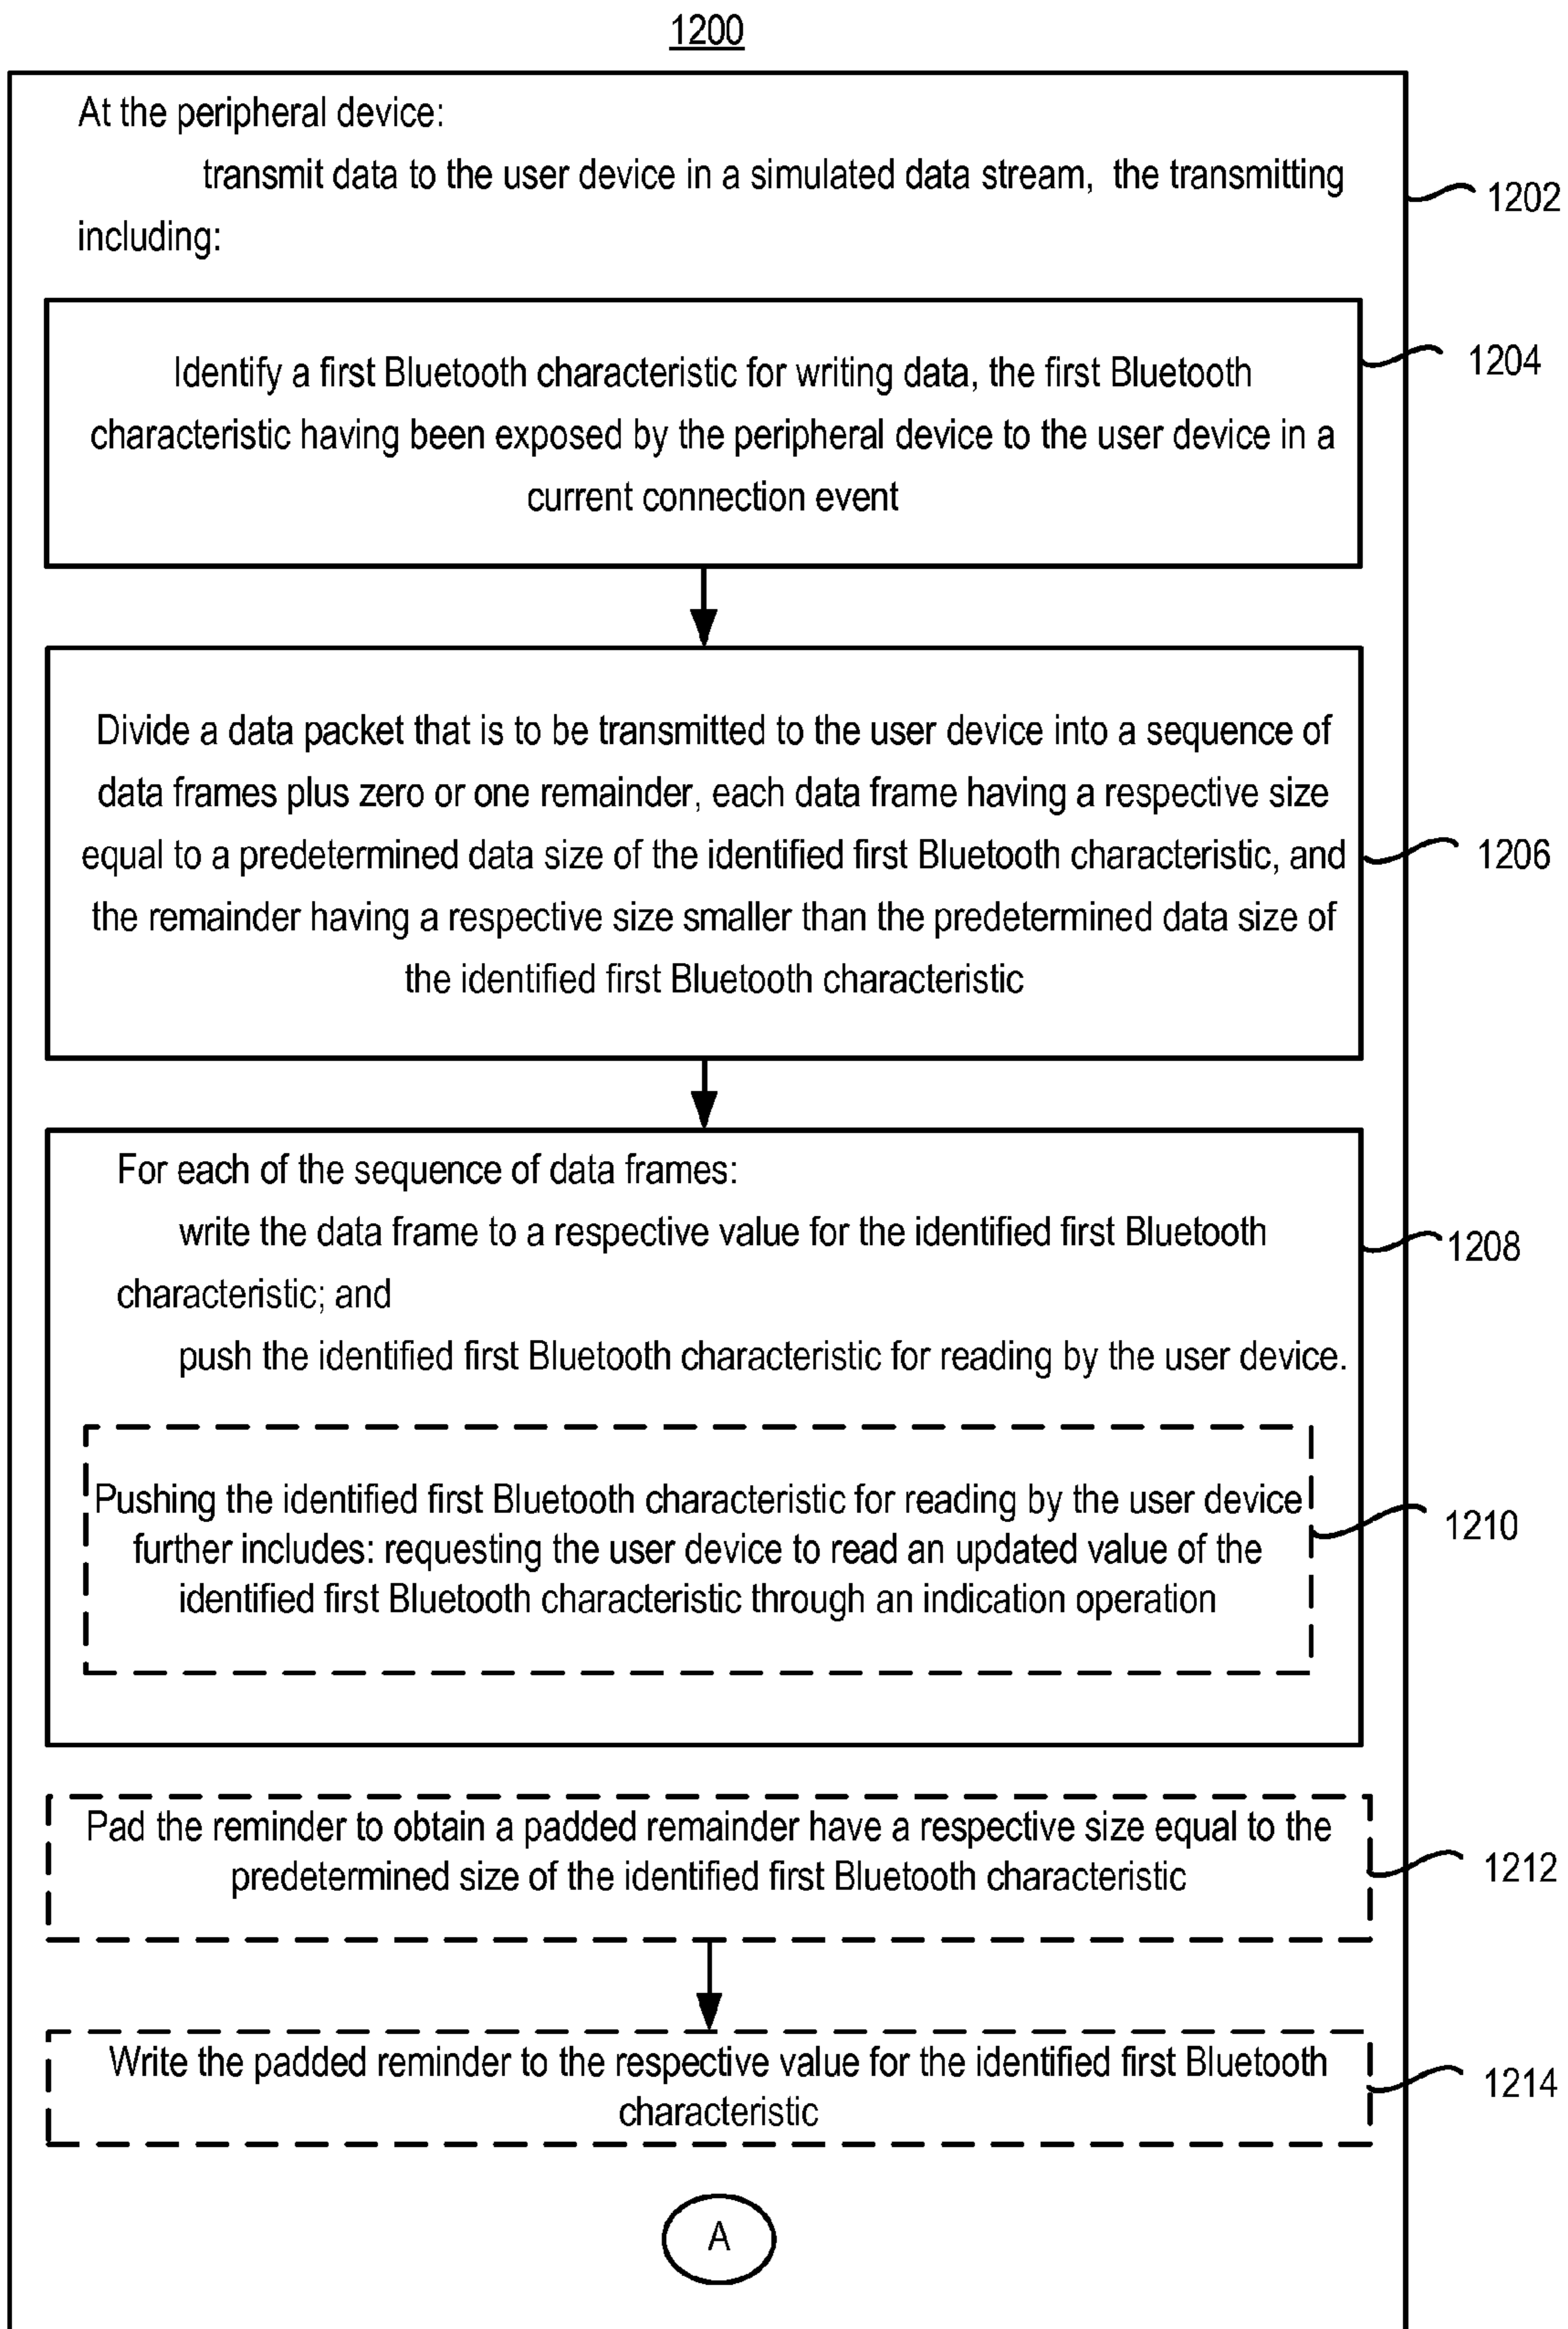 1200
At the peripheral device:
transmit data to the user device in a simulated data stream, the transmitting
including:
1202
Identify a first Bluetooth characteristic for writing data, the first Bluetooth
characteristic having been exposed by the peripheral device to the user device in a
current connection event
1204
Divide a data packet that is to be transmitted to the user device into a sequence of
data frames plus zero or one remainder, each data frame having a respective size
equal to a predetermined data size of the identified first Bluetooth characteristic, and
the remainder having a respective size smaller than the predetermined data size of
the identified first Bluetooth characteristic
1206
For each of the sequence of data frames:
write the data frame to a respective value for the identified first Bluetooth
characteristic; and
push the identified first Bluetooth characteristic for reading by the user device.
1208
Pushing the identified first Bluetooth characteristic for reading by the user device
further includes: requesting the user device to read an updated value of the
identified first Bluetooth characteristic through an indication operation
1210
Pad the reminder to obtain a padded remainder have a respective size equal to the
predetermined size of the identified first Bluetooth characteristic
1212
Write the padded reminder to the respective value for the identified first Bluetooth
characteristic
1214
A